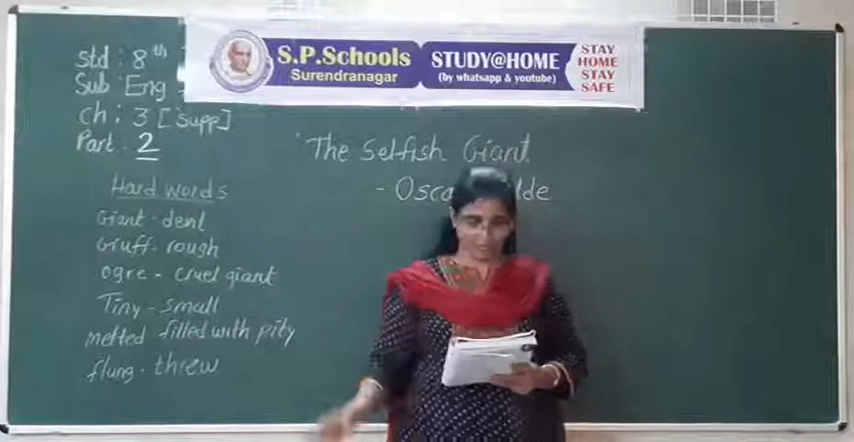 S.P.Schools
Surendranagar
STUDY@HOME
(by whatsapp & youtube)
STAY
HOME
STAY
SAFE
Std : 8th
Sub : Eng
Ch : 3 [Supp]
Part : 2
The Selfish Giant
Hard words
Giant - dent
Gruff - rough
Ogre - cruel giant
Tiny - small
melted filled with pity
flung - threw